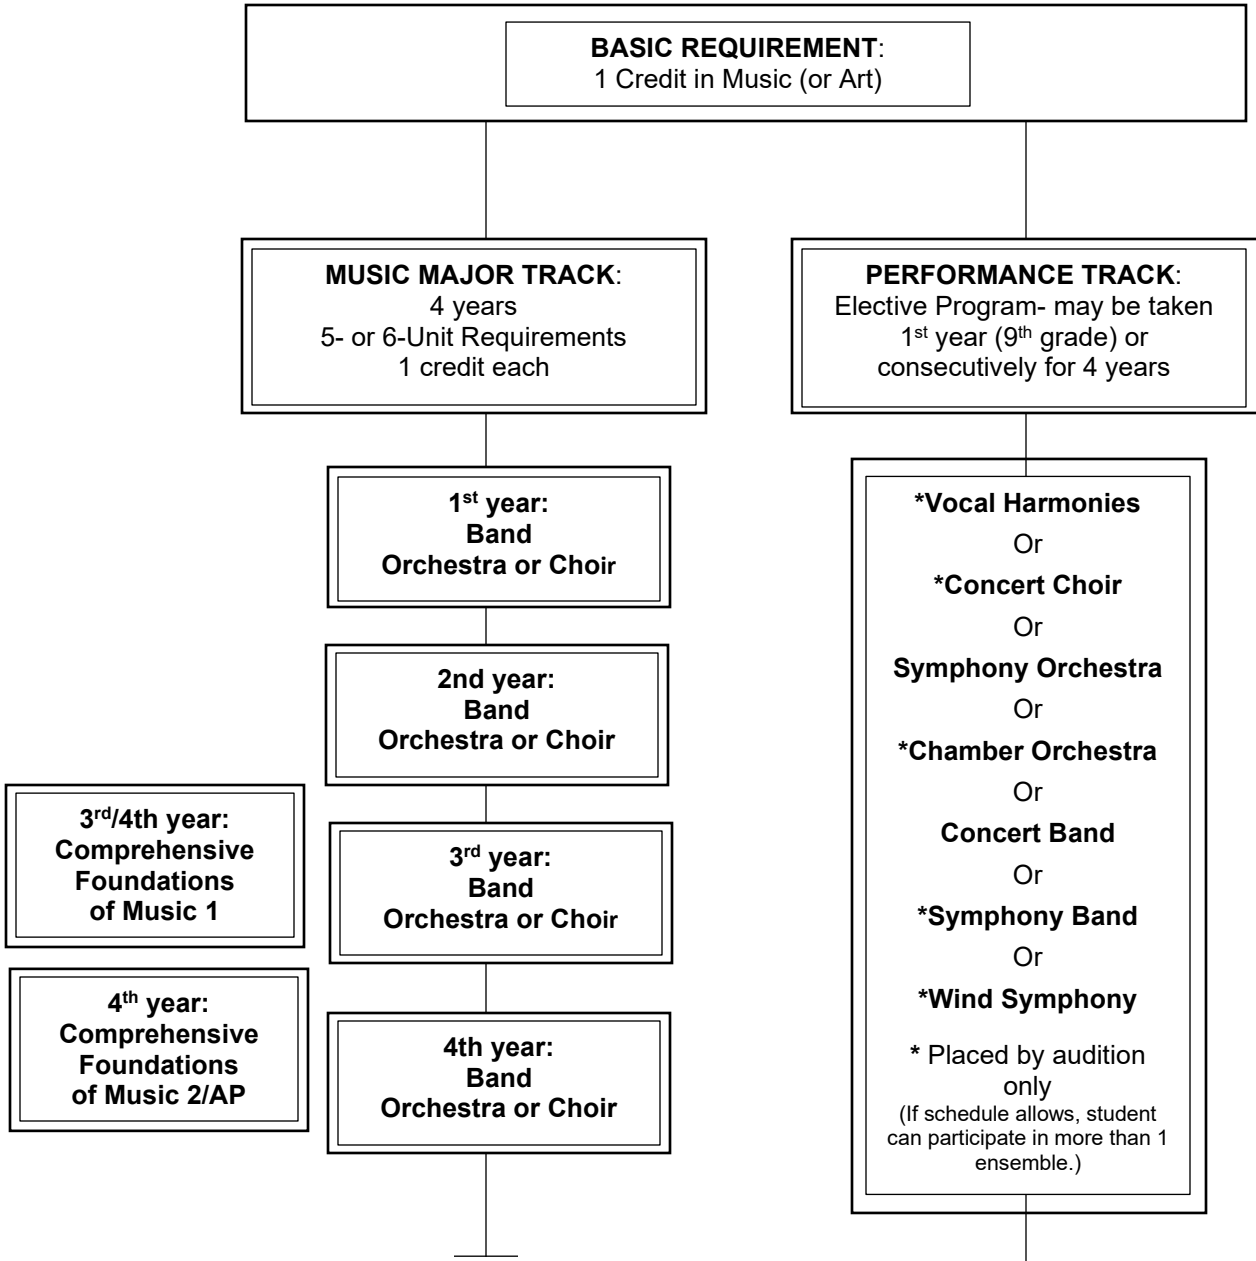 BASIC REQUIREMENT:
1 Credit in Music (or Art)
MUSIC MAJOR TRACK:
4 years
5- or 6-Unit Requirements
1 credit each
PERFORMANCE TRACK:
Elective Program- may be taken
1st year (9th grade) or
consecutively for 4 years
1st year:
Band
Orchestra or Choir
2nd year:
Band
Orchestra or Choir
3rd/4th year:
Comprehensive
Foundations
of Music 1
3rd year:
Band
Orchestra or Choir
4th year:
Comprehensive
Foundations
of Music 2/AP
4th year:
Band
Orchestra or Choir
*Vocal Harmonies
Or
*Concert Choir
Or
Symphony Orchestra
Or
*Chamber Orchestra
Or
Concert Band
Or
*Symphony Band
Or
*Wind Symphony
* Placed by audition
only
(If schedule allows, student
can participate in more than 1
ensemble.)